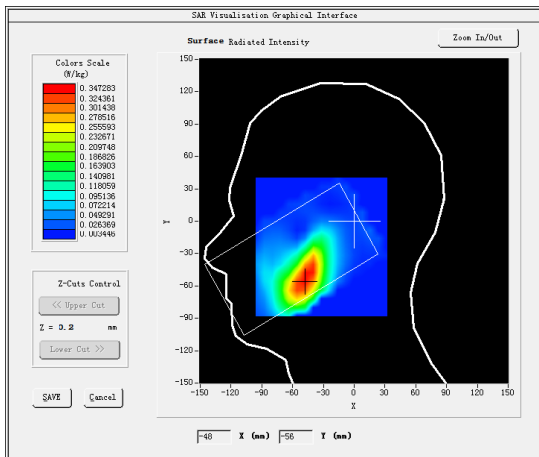 SAR Visualisation Graphical Interface
Surface Radiated Intensity
Zoom In/Out
Colors Scale
(W/kg)
0.347283
0.324361
0.301438
0.278516
0.255593
0.232671
0.209748
0.186826
0.163903
0.140981
0.118059
0.095136
0.072214
0.049291
0.026369
0.003446
Z-Cuts Control
<< Upper Cut
Z = 0.2 mm
Lower Cut >>
SAVE
Cancel
150
120
90
60
30
0
-30
-60
-90
-120
-150
Y
-150 -120 -90 -60 -30 0 30 60 90 120 150
X
-48 X (mm) -56 Y (mm)